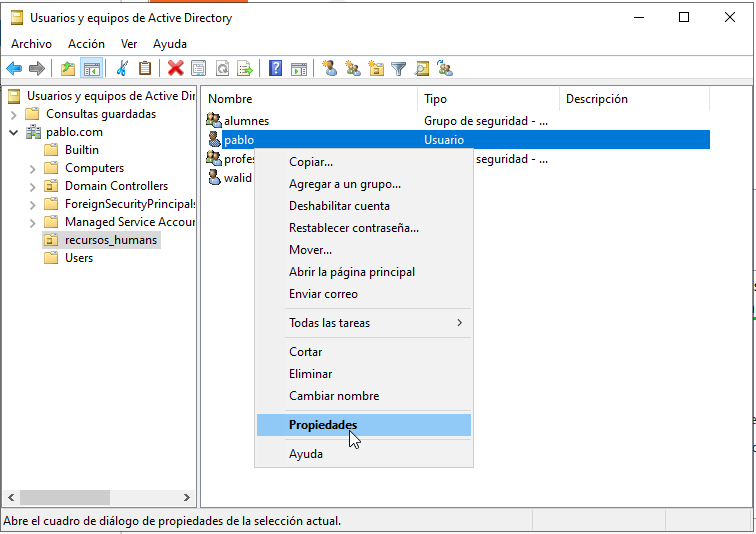 Usuarios y equipos de Active Directory
Archivo Acción Ver Ayuda
Usuarios y equipos de Active Dir
Consultas guardadas
pablo.com
Builtin
Computers
Domain Controllers
ForeignSecurityPrincipals
Managed Service Accour
recursos_humans
Users
Nombre Tipo Descripción
alumnes Grupo de seguridad - ...
pablo Usuario
profes seguridad - ...
walid
Copiar...
Agregar a un grupo...
Deshabilitar cuenta
Restablecer contraseña...
Mover...
Abrir la página principal
Enviar correo
Todas las tareas
Cortar
Eliminar
Cambiar nombre
Propiedades
Ayuda
Abre el cuadro de diálogo de propiedades de la selección actual.